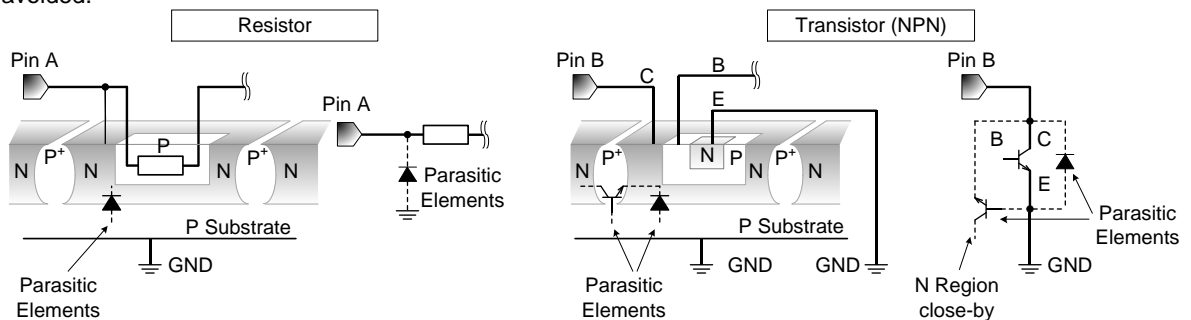 avoided.
Resistor
Transistor (NPN)
Pin A
Pin A
N
P+
N
P
N
P+
N
Parasitic
Elements
P Substrate
GND
Parasitic
Elements
Pin B
C
B
E
N
P+
N
N
P
N
P+
N
P Substrate
GND
GND
Parasitic
Elements
Pin B
B
C
E
Parasitic
Elements
GND
N Region
close-by